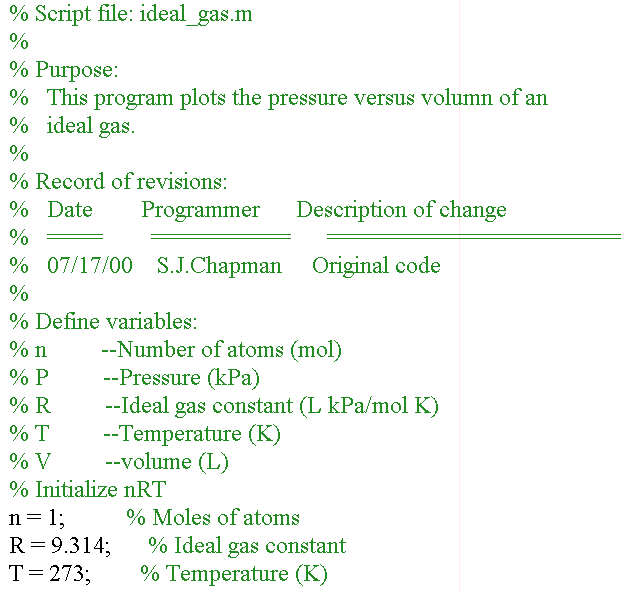 % Script file: ideal_gas.m
%
% Purpose:
% This program plots the pressure versus volumn of an
% ideal gas.
%
% Record of revisions:
% Date Programmer Description of change
% ===== ============ =========================
% 07/17/00 S.J.Chapman Original code
%
% Define variables:
% n --Number of atoms (mol)
% P --Pressure (kPa)
% R --Ideal gas constant (L kPa/mol K)
% T --Temperature (K)
% V --volume (L)
% Initialize nRT
n = 1; % Moles of atoms
R = 9.314; % Ideal gas constant
T = 273; % Temperature (K)